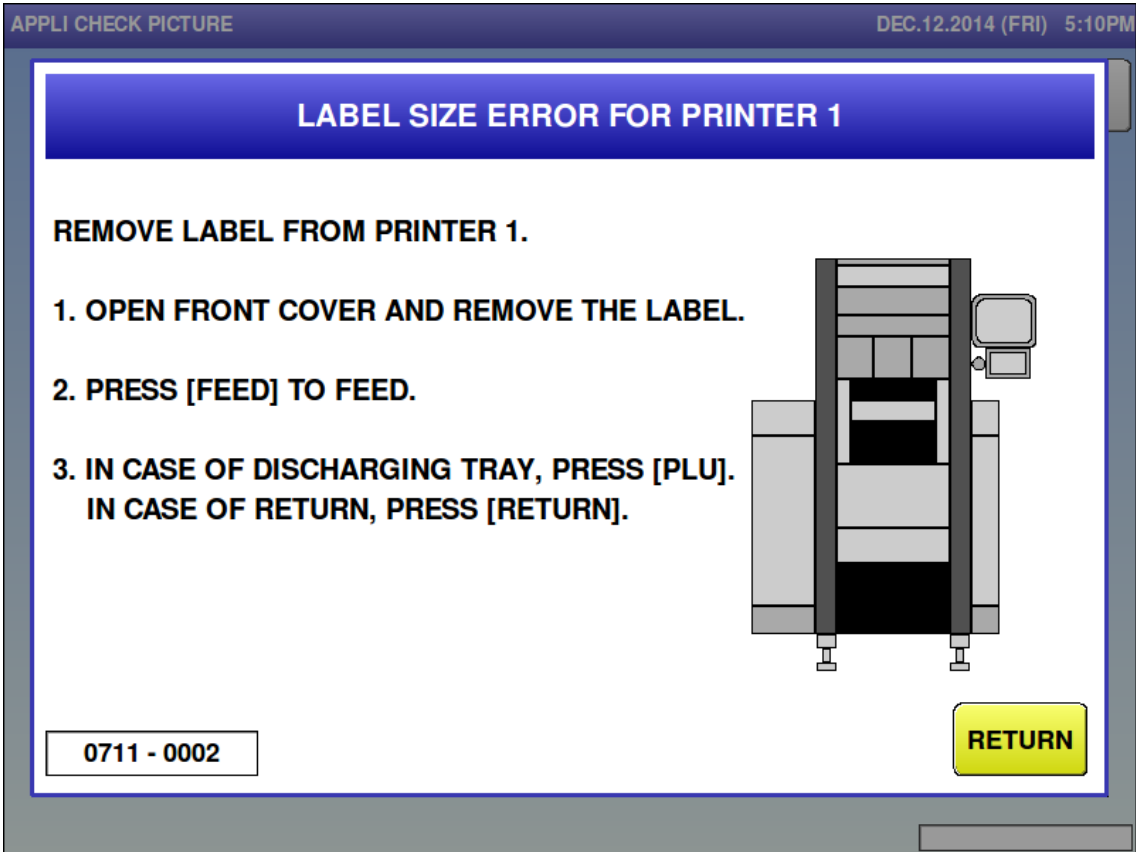 APPLI CHECK PICTURE
DEC.12.2014 (FRI) 5:10PM
LABEL SIZE ERROR FOR PRINTER 1
REMOVE LABEL FROM PRINTER 1.
1. OPEN FRONT COVER AND REMOVE THE LABEL.
2. PRESS [FEED] TO FEED.
3. IN CASE OF DISCHARGING TRAY, PRESS [PLU].
IN CASE OF RETURN, PRESS [RETURN].
0711 - 0002
RETURN